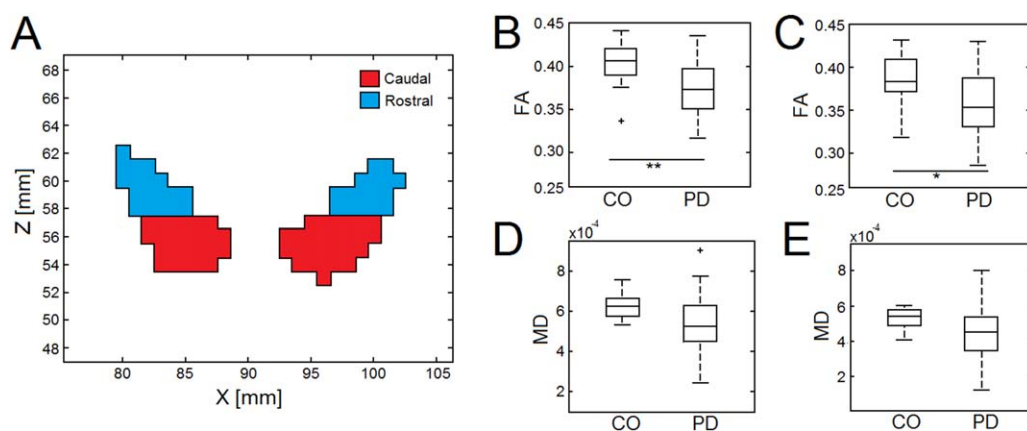 A
68
66
64
62
60
58
56
54
52
50
48
Z [mm]
80 85 90 95 100 105
X [mm]
Caudal
Rostral
B
0.45
0.40
0.35
0.30
0.25
FA
**
CO PD
C
0.45
0.40
0.35
0.30
0.25
FA
*
CO PD
D
x10-4
8
6
4
2
MD
CO PD
E
x10-4
8
6
4
2
MD
CO PD